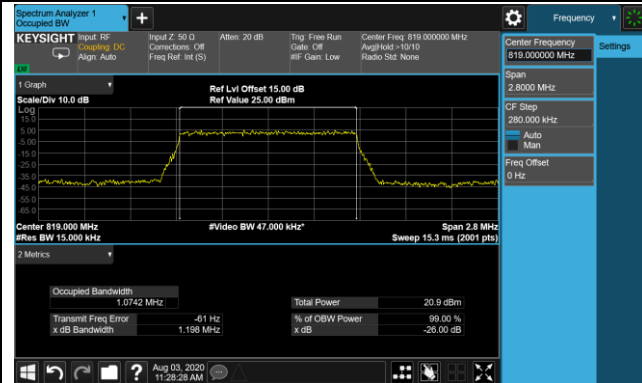 Spectrum Analyzer 1
Occupied BW
Frequency
KEYSIGHT
Input: RF
Coupling: DC
Align: Auto
Input Z: 50 Ω
Corrections: Off
Freq Ref: Int (S)
Atten: 20 dB
Trig: Free Run
Gate: Off
#IF Gain: Low
Center Freq: 819.000000 MHz
Avg|Hold:>10/10
Radio Std: None
Center Frequency
819.000000 MHz
Settings
Span
2.8000 MHz
CF Step
280.000 kHz
Auto
Man
Freq Offset
0 Hz
1 Graph
Scale/Div 10.0 dB
Ref Lvl Offset 15.00 dB
Ref Value 25.00 dBm
Log
15.0
5.00
-5.00
-15.0
-25.0
-35.0
-45.0
-55.0
-65.0
Center 819.000 MHz
#Video BW 47.000 kHz*
Span 2.8 MHz
#Res BW 15.000 kHz
Sweep 15.3 ms (2001 pts)
2 Metrics
Occupied Bandwidth
1.0742 MHz
Total Power 20.9 dBm
Transmit Freq Error -61 Hz
% of OBW Power 99.00 %
x dB Bandwidth 1.198 MHz
x dB -26.00 dB
?
Aug 03, 2020
11:28:28 AM